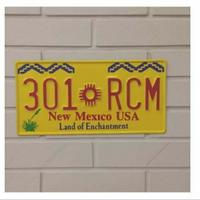 301 RCM
New Mexico USA
Land of Enchantment